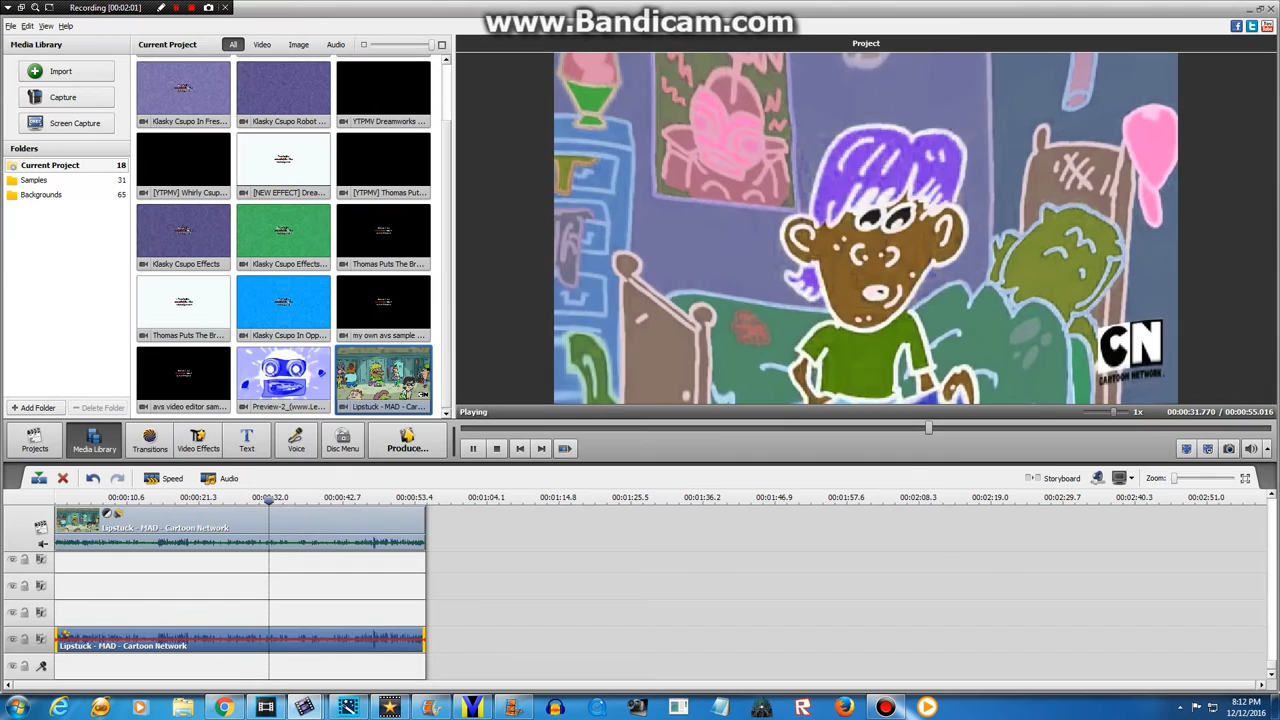 Recording [00:02:01]
www.Bandicam.com
File Edit View Help
Media Library
Current Project
All Video Image Audio
Project
Import
Capture
Screen Capture
Folders
Current Project 18
Samples 31
Backgrounds 65
Klasky Csupo In Fres...
Klasky Csupo Robot ...
YTPMV Dreamworks ...
[YTPMV] Whirly Csup...
[NEW EFFECT] Drea...
[YTPMV] Thomas Put...
Klasky Csupo Effects
Klasky Csupo Effects...
Thomas Puts The Br...
Thomas Puts The Br...
Klasky Csupo In Opp...
my own avs sample ...
avs video editor sam...
Preview-2_(www.Le...
Lipstuck - MAD - Car...
CN
CARTOON NETWORK
Add Folder
Delete Folder
Playing
1x
00:00:31.770 / 00:00:55.016
Projects
Media Library
Transitions
Video Effects
Text
Voice
Disc Menu
Produce...
Speed
Audio
Storyboard
Zoom:
00:00:10.6 00:00:21.3 00:00:32.0 00:00:42.7 00:00:53.4 00:01:04.1 00:01:14.8 00:01:25.5 00:01:36.2 00:01:46.9 00:01:57.6 00:02:08.3 00:02:19.0 00:02:29.7 00:02:40.3 00:02:51.0
Lipstuck - MAD - Cartoon Network
Lipstuck - MAD - Cartoon Network
8:12 PM
12/12/2016